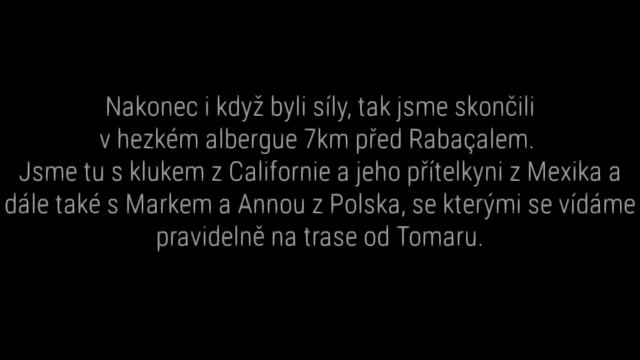 Nakonec i když byli síly, tak jsme skončili
v hezkém albergue 7km před Rabaçalem.
Jsme tu s klukem z Californie a jeho přítelkyni z Mexika a
dále také s Markem a Annou z Polska, se kterými se vídáme
pravidelně na trase od Tomaru.